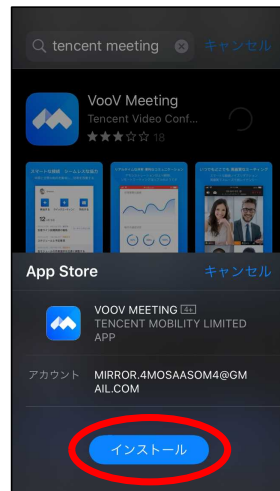 tencent meeting
キャンセル
VooV Meeting
Tencent Video Conf...
★★★☆☆ 18
App Store
キャンセル
VOOV MEETING 4+
TENCENT MOBILITY LIMITED
APP
アカウント
MIRROR.4MOSAASOM4@GM
AIL.COM
インストール